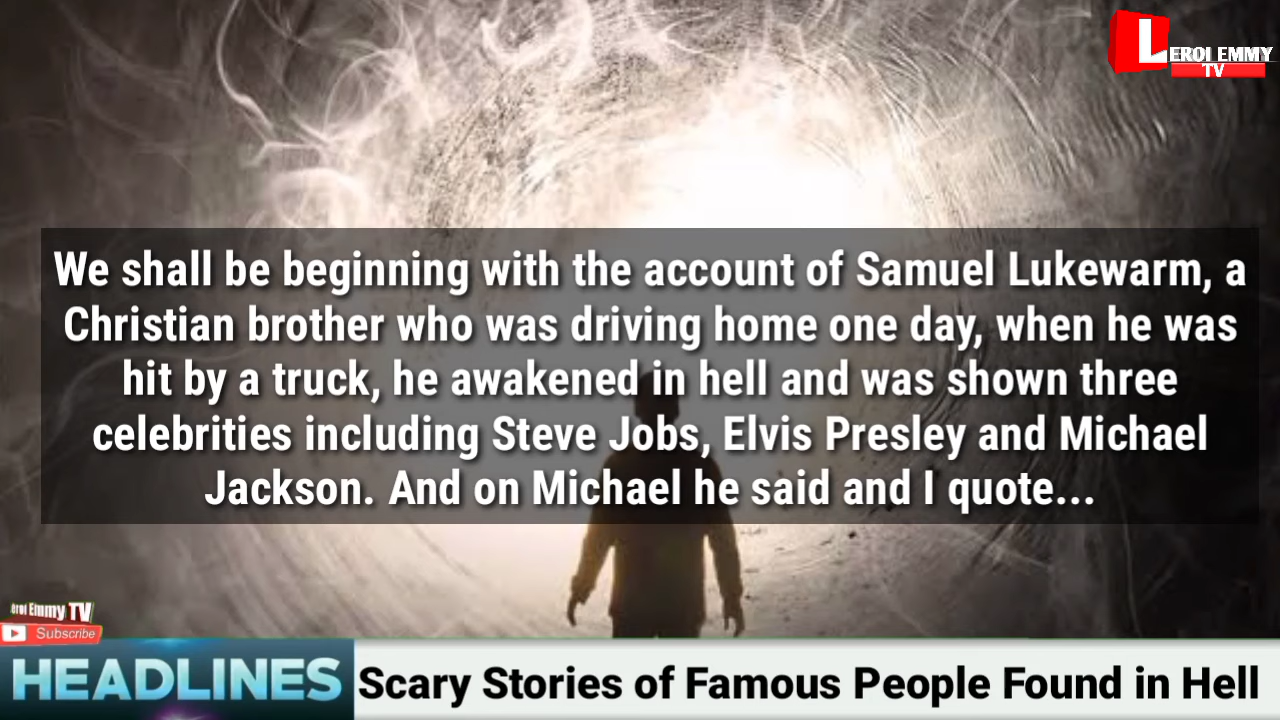 LEROI EMMY
TV
We shall be beginning with the account of Samuel Lukewarm, a
Christian brother who was driving home one day, when he was
hit by a truck, he awakened in hell and was shown three
celebrities including Steve Jobs, Elvis Presley and Michael
Jackson. And on Michael he said and I quote...
eroi Emmy TV
Subscribe
HEADLINES
Scary Stories of Famous People Found in Hell